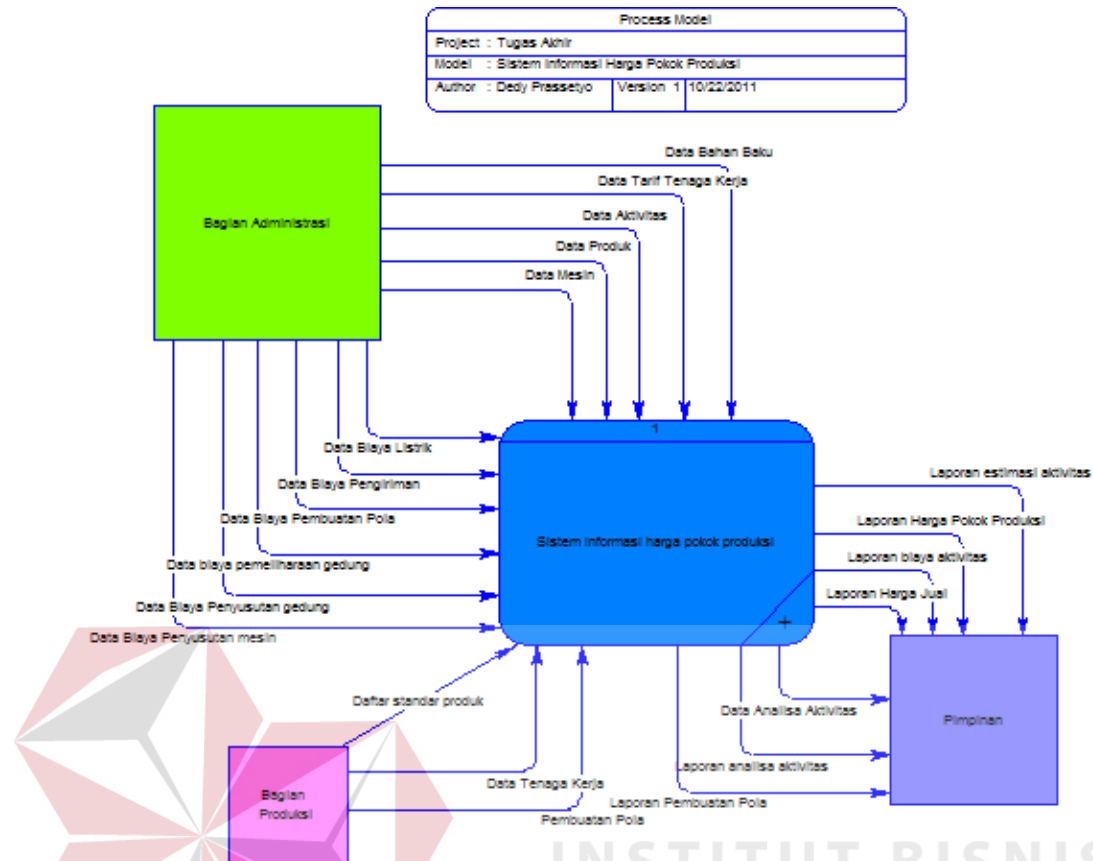 Process Model
Project : Tugas Akhir
Model : Sistem Informasi Harga Pokok Produksi
Author : Dedy Prassetyo Version 1 10/22/2011
Data Bahan Baku
Data Tarif Tenaga Kerja
Data Aktivitas
Data Produk
Data Mesin
Bagian Administrasi
1
Data Biaya Listrik
Data Biaya Pengiriman
Data Biaya Pembuatan Pola
Data biaya pemeliharaan gedung
Data Biaya Penyusutan gedung
Data Biaya Penyusutan mesin
Sistem informasi harga pokok produksi
Laporan estimasi aktivitas
Laporan Harga Pokok Produksi
Laporan biaya aktivitas
Laporan Harga Jual
Daftar standar produk
Data Analisa Aktivitas
Pimpinan
Laporan analisa aktivitas
Data Tenaga Kerja
Laporan Pembuatan Pola
Pembuatan Pola
Bagian
Produksi
INSTITUT BISNIS